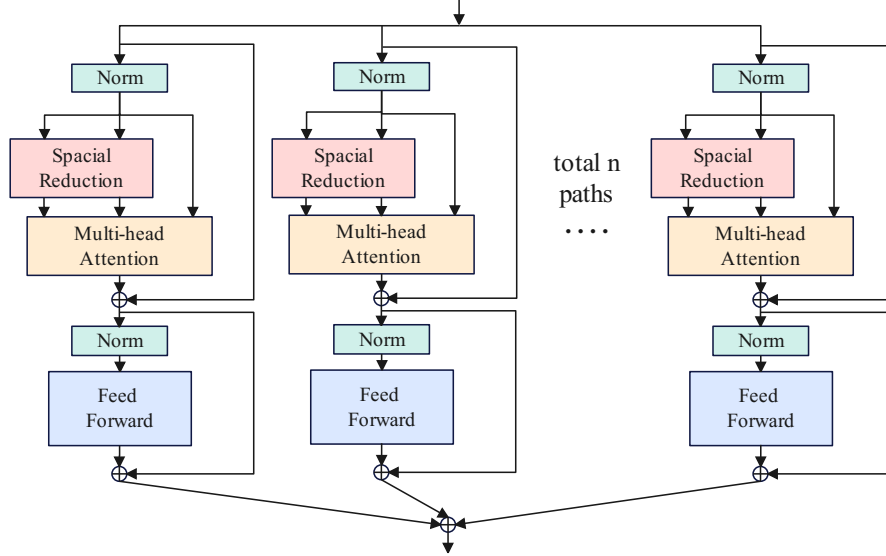 Norm
Spacial
Reduction
Multi-head
Attention
Norm
Feed
Forward
Norm
Spacial
Reduction
Multi-head
Attention
Norm
Feed
Forward
total n
paths
....
Norm
Spacial
Reduction
Multi-head
Attention
Norm
Feed
Forward